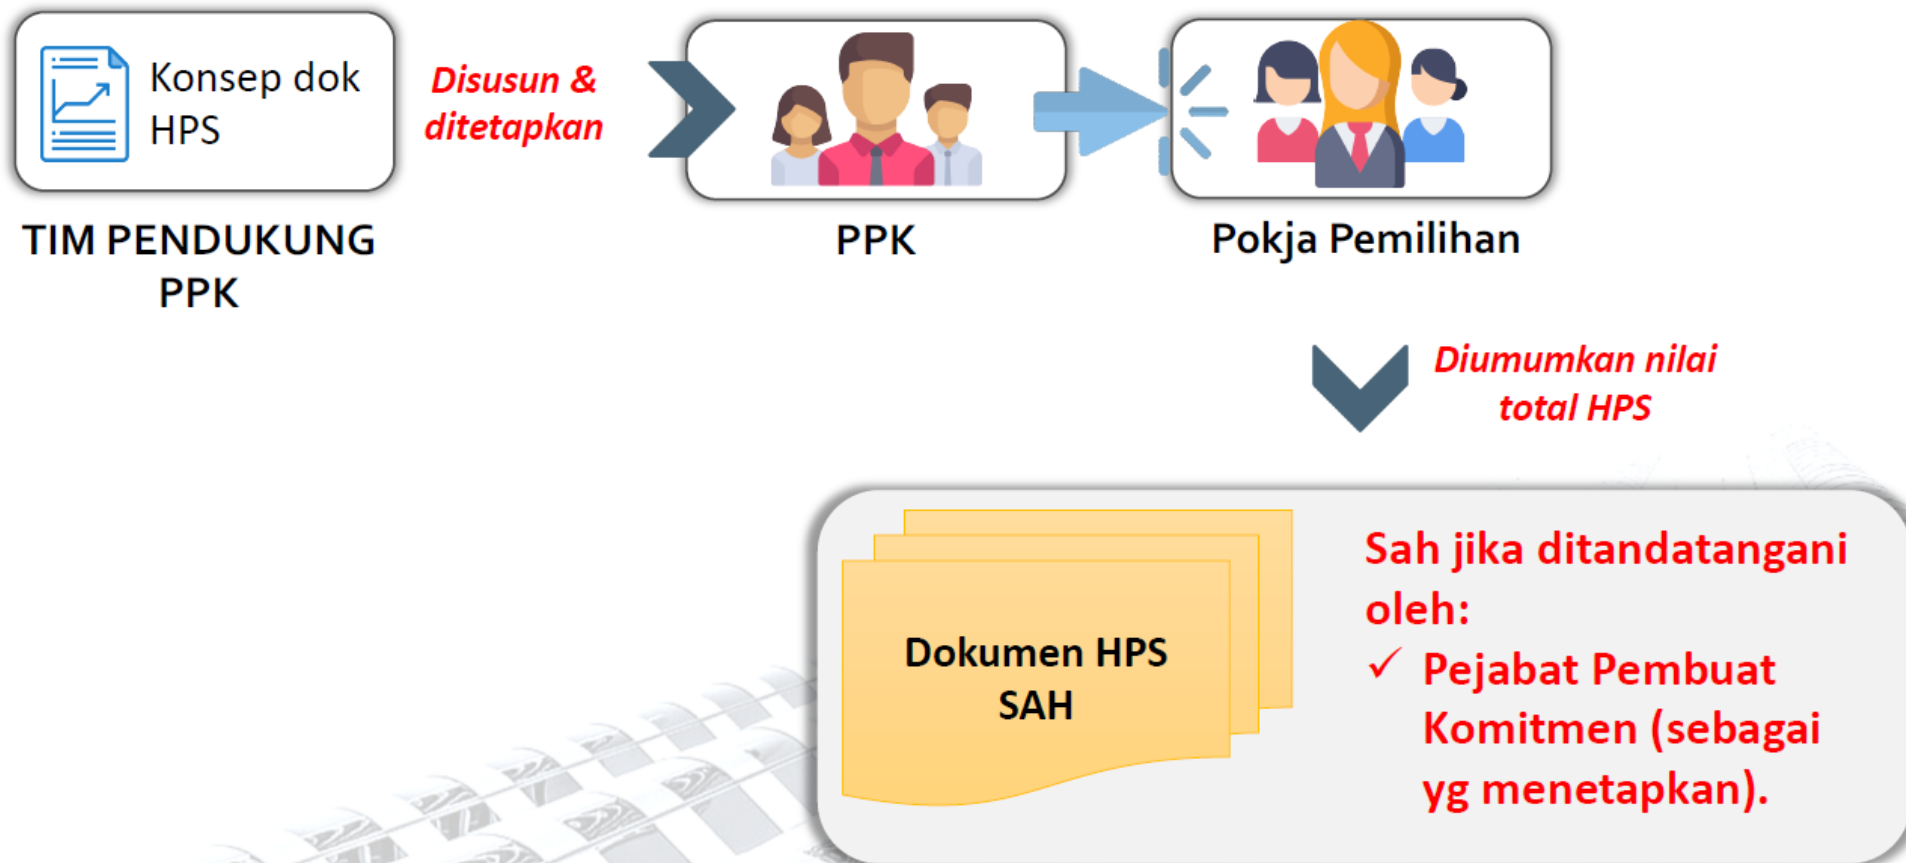 Konsep dok
HPS
Disusun &
ditetapkan
TIM PENDUKUNG
PPK
PPK
Pokja Pemilihan
Diumumkan nilai
total HPS
Dokumen HPS
SAH
Sah jika ditandatangani
oleh:
✓ Pejabat Pembuat
Komitmen (sebagai
yg menetapkan).